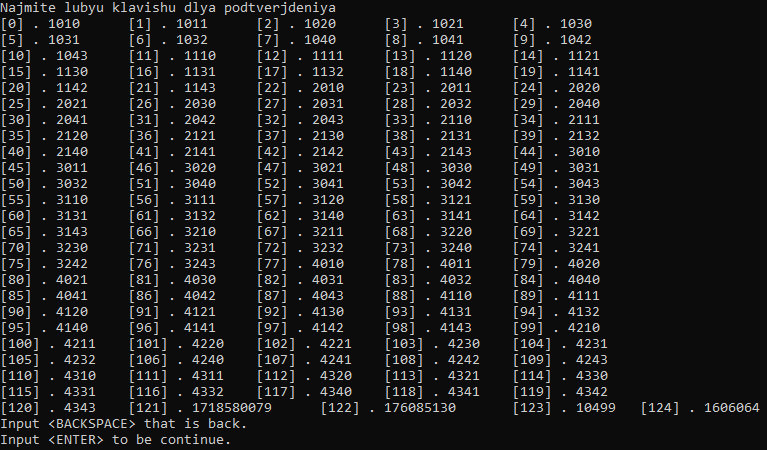 Najmite lubyu klavishu dlya podtverjdeniya
[0] . 1010 [1] . 1011 [2] . 1020 [3] . 1021 [4] . 1030
[5] . 1031 [6] . 1032 [7] . 1040 [8] . 1041 [9] . 1042
[10] . 1043 [11] . 1110 [12] . 1111 [13] . 1120 [14] . 1121
[15] . 1130 [16] . 1131 [17] . 1132 [18] . 1140 [19] . 1141
[20] . 1142 [21] . 1143 [22] . 2010 [23] . 2011 [24] . 2020
[25] . 2021 [26] . 2030 [27] . 2031 [28] . 2032 [29] . 2040
[30] . 2041 [31] . 2042 [32] . 2043 [33] . 2110 [34] . 2111
[35] . 2120 [36] . 2121 [37] . 2130 [38] . 2131 [39] . 2132
[40] . 2140 [41] . 2141 [42] . 2142 [43] . 2143 [44] . 3010
[45] . 3011 [46] . 3020 [47] . 3021 [48] . 3030 [49] . 3031
[50] . 3032 [51] . 3040 [52] . 3041 [53] . 3042 [54] . 3043
[55] . 3110 [56] . 3111 [57] . 3120 [58] . 3121 [59] . 3130
[60] . 3131 [61] . 3132 [62] . 3140 [63] . 3141 [64] . 3142
[65] . 3143 [66] . 3210 [67] . 3211 [68] . 3220 [69] . 3221
[70] . 3230 [71] . 3231 [72] . 3232 [73] . 3240 [74] . 3241
[75] . 3242 [76] . 3243 [77] . 4010 [78] . 4011 [79] . 4020
[80] . 4021 [81] . 4030 [82] . 4031 [83] . 4032 [84] . 4040
[85] . 4041 [86] . 4042 [87] . 4043 [88] . 4110 [89] . 4111
[90] . 4120 [91] . 4121 [92] . 4130 [93] . 4131 [94] . 4132
[95] . 4140 [96] . 4141 [97] . 4142 [98] . 4143 [99] . 4210
[100] . 4211 [101] . 4220 [102] . 4221 [103] . 4230 [104] . 4231
[105] . 4232 [106] . 4240 [107] . 4241 [108] . 4242 [109] . 4243
[110] . 4310 [111] . 4311 [112] . 4320 [113] . 4321 [114] . 4330
[115] . 4331 [116] . 4332 [117] . 4340 [118] . 4341 [119] . 4342
[120] . 4343 [121] . 1718580079 [122] . 176085130 [123] . 10499 [124] . 1606064
Input <BACKSPACE> that is back.
Input <ENTER> to be continue.